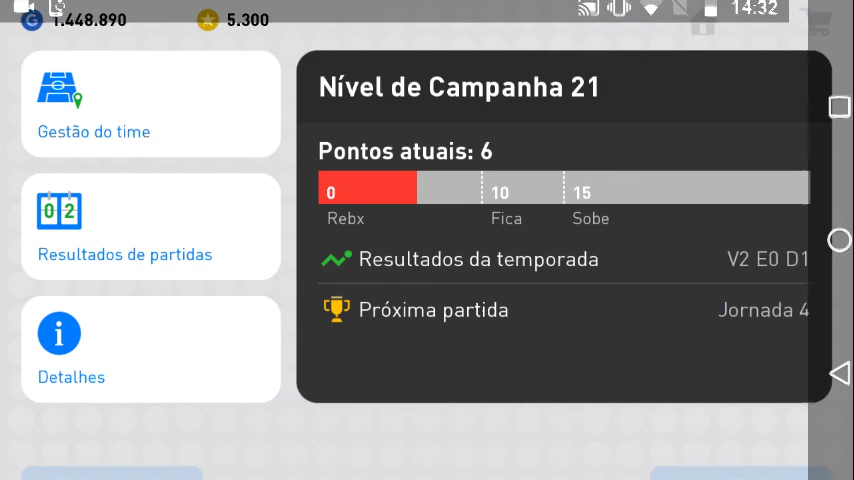 1.448.890
5.300
14:32
Gestão do time
Resultados de partidas
Detalhes
Nível de Campanha 21
Pontos atuais: 6
0
10
15
Rebx
Fica
Sobe
Resultados da temporada
V2 E0 D1
Próxima partida
Jornada 4